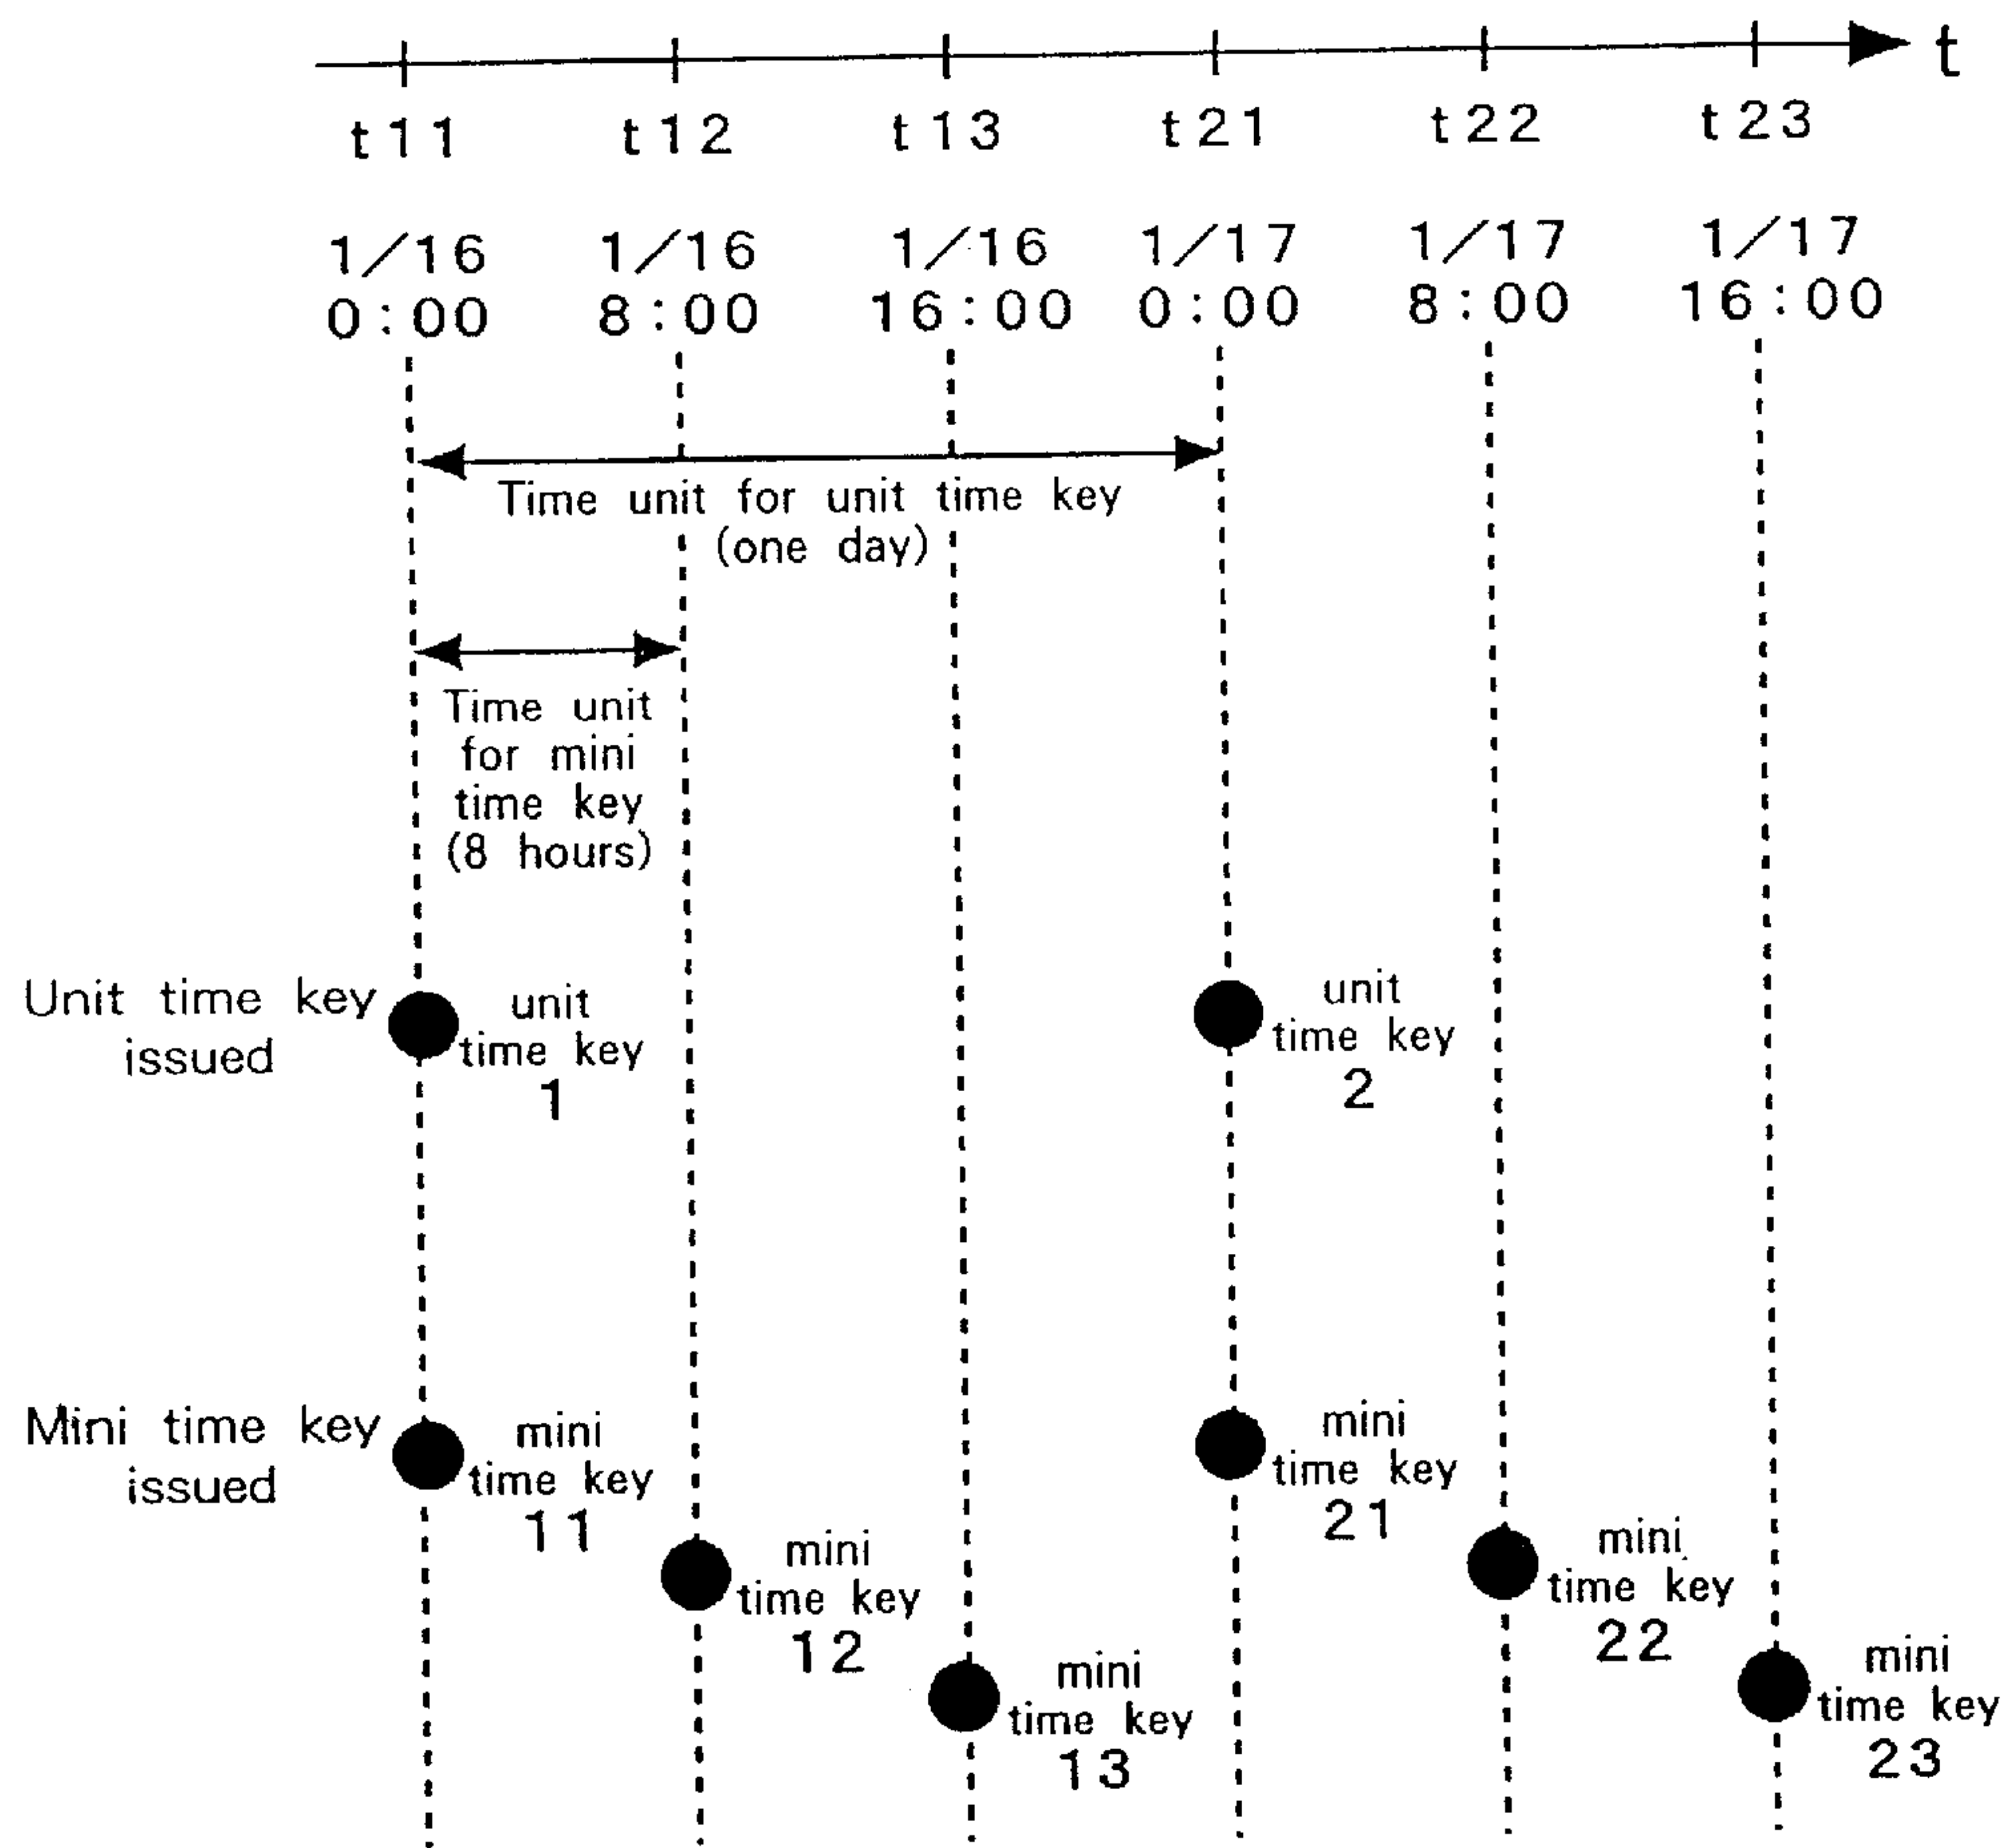 t
t11 t12 t13 t21 t22 t23
1/16 1/16 1/16 1/17 1/17 1/17
0:00 8:00 16:00 0:00 8:00 16:00
Time unit for unit time key
(one day)
Time unit
for mini
time key
(8 hours)
Unit time key
issued
unit
time key
1
unit
time key
2
Mini time key
issued
mini
time key
11
mini
time key
12
mini
time key
13
mini
time key
21
mini
time key
22
mini
time key
23